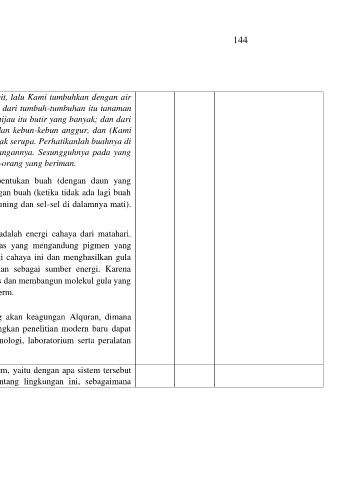 144
it, lalu Kami tumbuhkan dengan air
dari tumbuh-tumbuhan itu tanaman
hijau itu butir yang banyak; dan dari
dan kebun-kebun anggur, dan (Kami
ak serupa. Perhatikanlah buahnya di
angannya. Sesungguhnya pada yang
-orang yang beriman.
entukan buah (dengan daun yang
gan buah (ketika tidak ada lagi buah
uning dan sel-sel di dalamnya mati).
adalah energi cahaya dari matahari.
as yang mengandung pigmen yang
gi cahaya ini dan menghasilkan gula
an sebagai sumber energi. Karena
s dan membangun molekul gula yang
erm.
g akan keagungan Alquran, dimana
ngkan penelitian modern baru dapat
nologi, laboratorium serta peralatan
m, yaitu dengan apa sistem tersebut
ntang lingkungan ini, sebagaimana